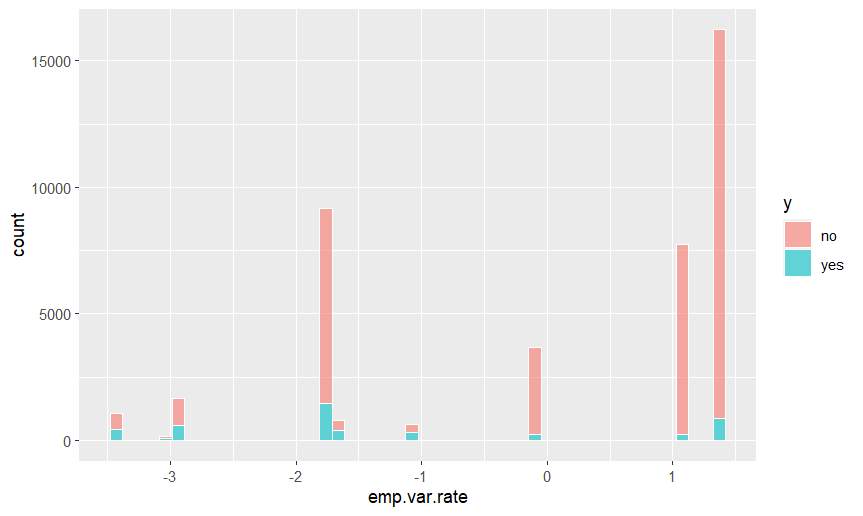 15000
10000
5000
0
count
-3
-2
-1
0
1
emp.var.rate
y
no
yes